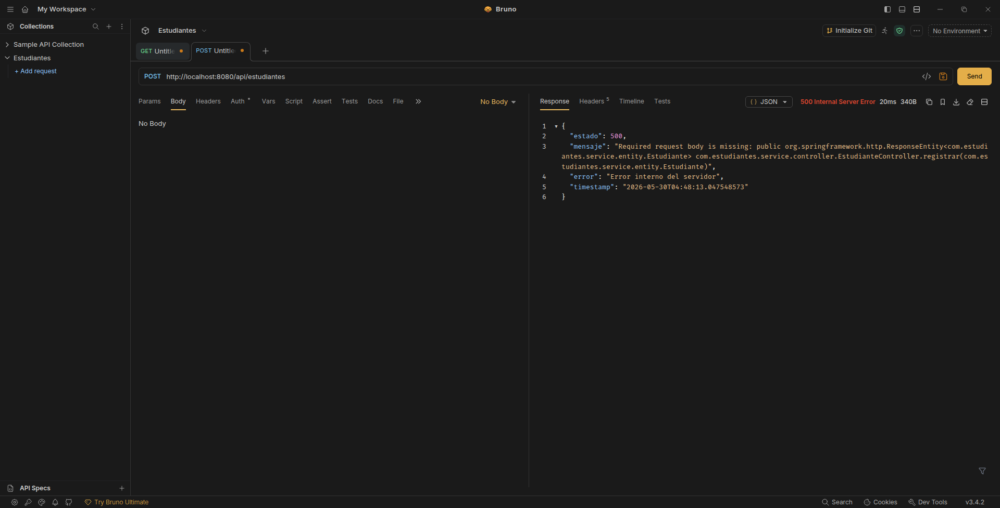 My Workspace
Bruno
Collections
Sample API Collection
Estudiantes
+ Add request
Estudiantes
Initialize Git
No Environment
GET Untitle
POST Untitle
POST http://localhost:8080/api/estudiantes
Send
Params Body Headers Auth Vars Script Assert Tests Docs File
No Body
No Body
Response Headers 5 Timeline Tests
{ } JSON
500 Internal Server Error 20ms 340B
1 {
2 "estado": 500,
3 "mensaje": "Required request body is missing: public org.springframework.http.ResponseEntity<com.estudi
antes.service.entity.Estudiante> com.estudiantes.service.controller.EstudianteController.registrar(com.es
tudiantes.service.entity.Estudiante)",
4 "error": "Error interno del servidor",
5 "timestamp": "2026-05-30T04:48:13.047548573"
6 }
API Specs
Try Bruno Ultimate
Search
Cookies
Dev Tools
v3.4.2